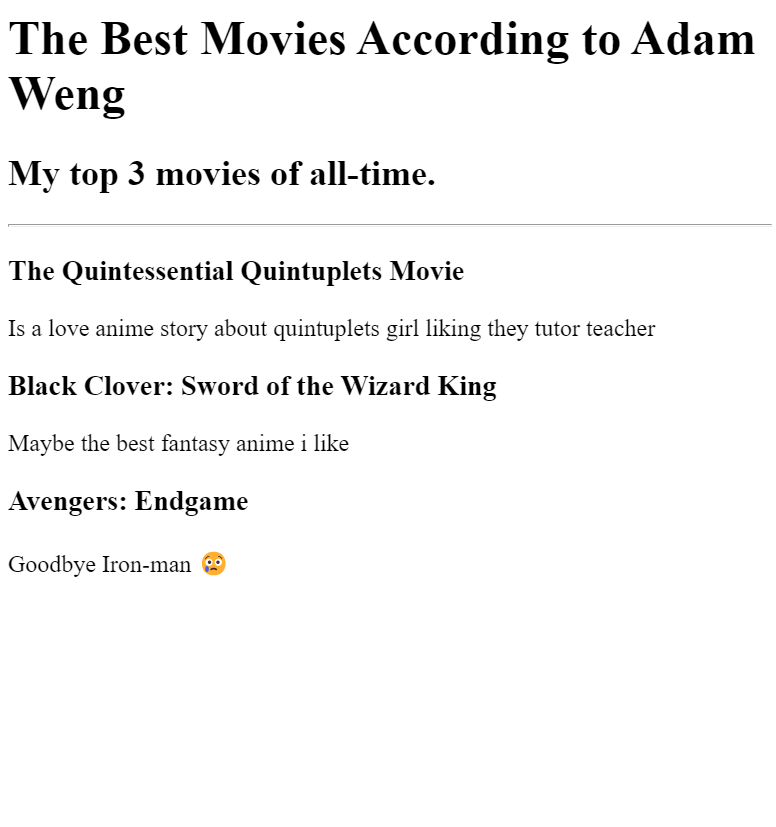 The Best Movies According to Adam
Weng
My top 3 movies of all-time.
The Quintessential Quintuplets Movie
Is a love anime story about quintuplets girl liking they tutor teacher
Black Clover: Sword of the Wizard King
Maybe the best fantasy anime i like
Avengers: Endgame
Goodbye Iron-man 😢